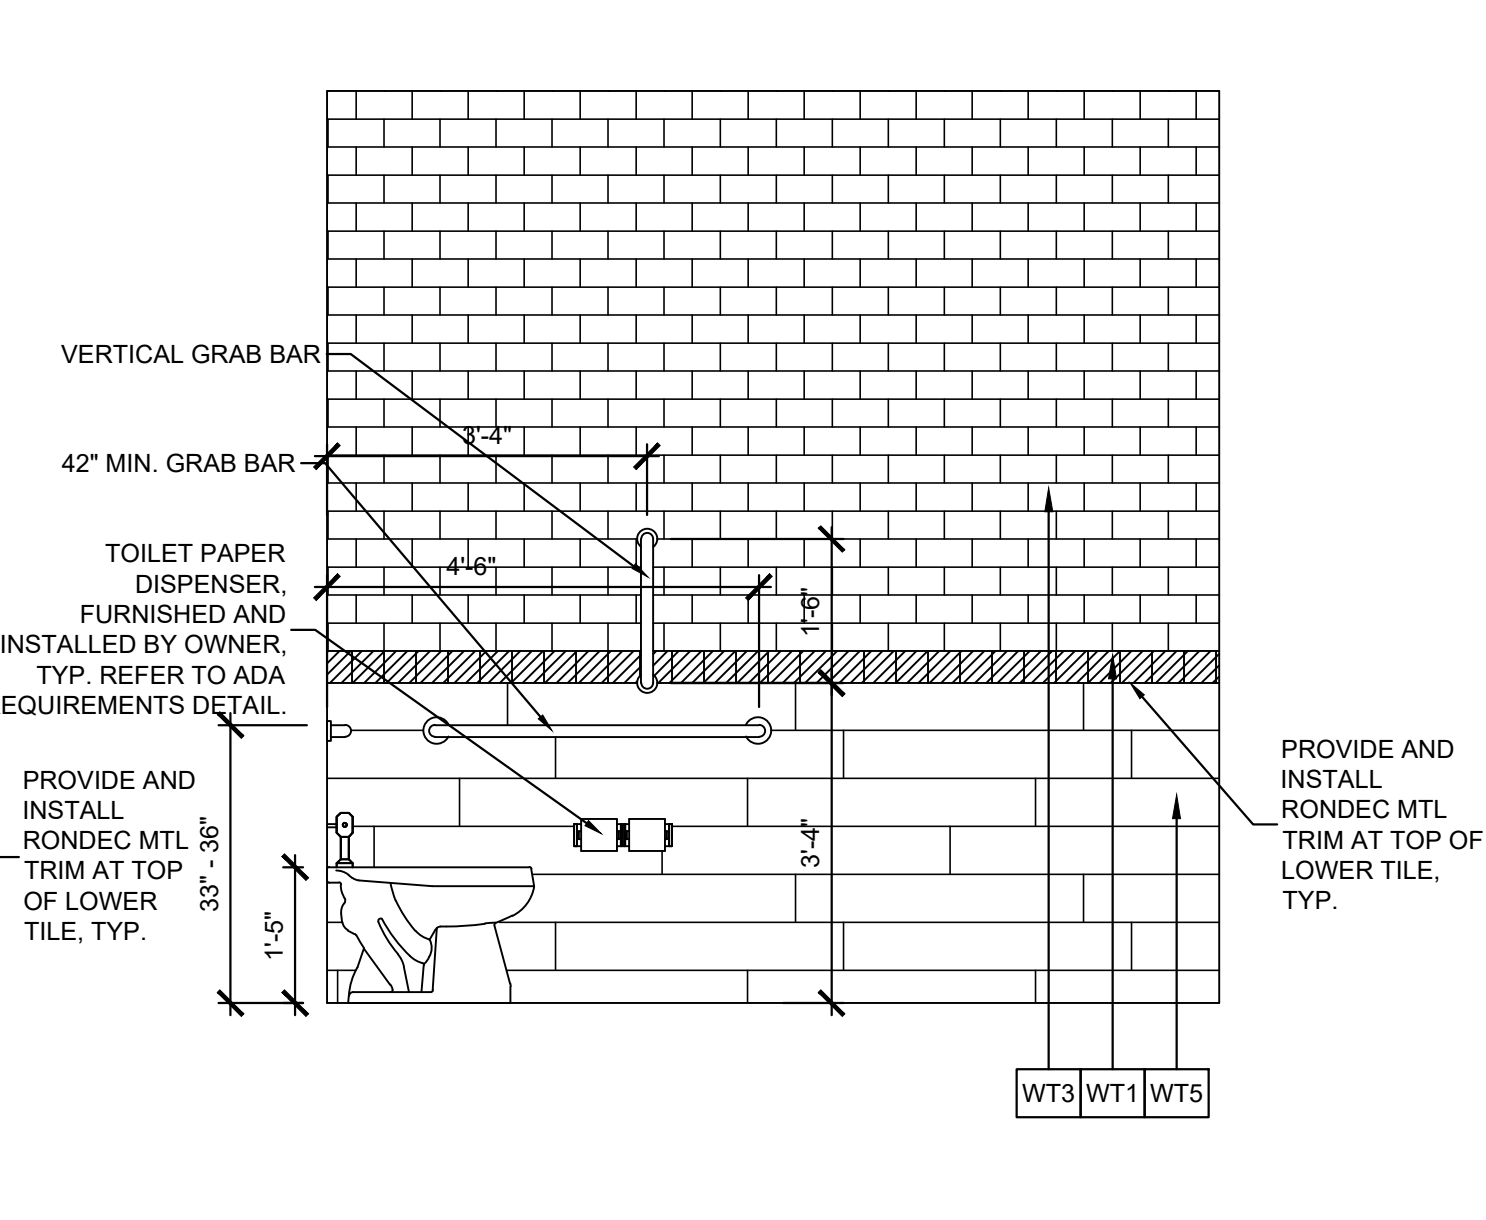 VERTICAL GRAB BAR
3'-4"
42" MIN. GRAB BAR
TOILET PAPER
DISPENSER,
FURNISHED AND
INSTALLED BY OWNER,
TYP. REFER TO ADA
EQUIREMENTS DETAIL.
4'-6"
1'-6"
PROVIDE AND
INSTALL
RONDEC MTL
TRIM AT TOP
OF LOWER
TILE, TYP.
33" - 36"
1'-5"
3'-4"
PROVIDE AND
INSTALL
RONDEC MTL
TRIM AT TOP OF
LOWER TILE,
TYP.
WT3 WT1 WT5